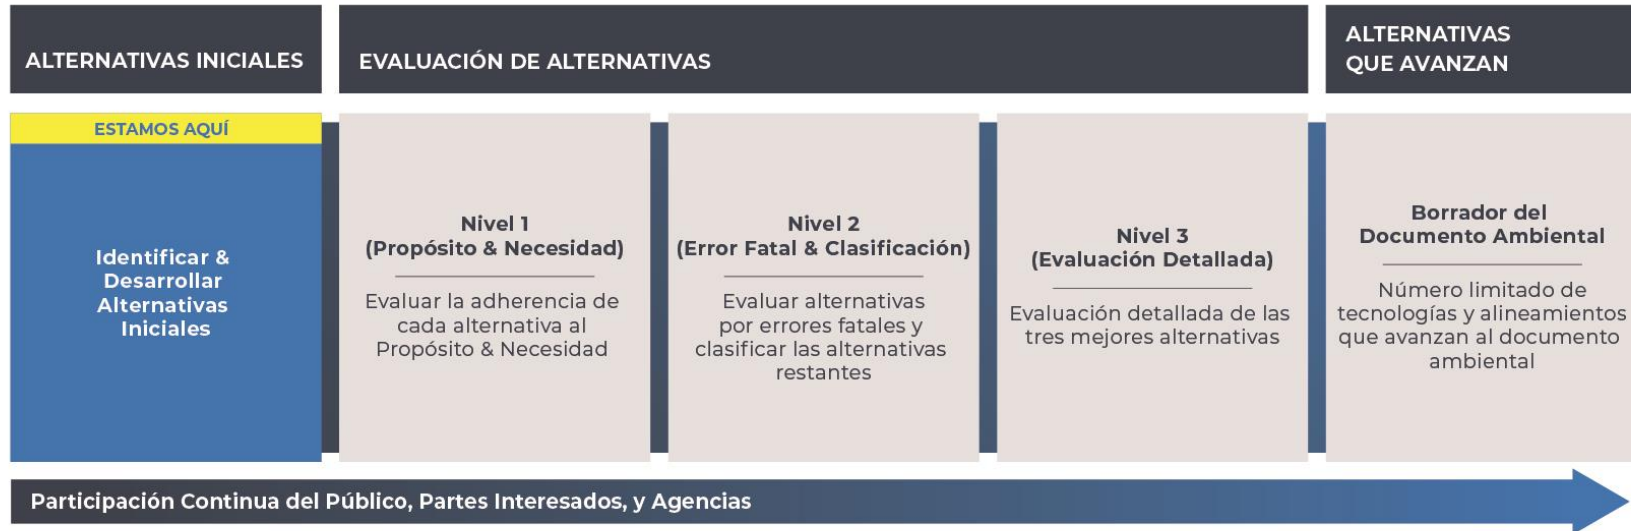 ALTERNATIVAS INICIALES
EVALUACIÓN DE ALTERNATIVAS
ALTERNATIVAS
QUE AVANZAN
ESTAMOS AQUÍ
Identificar &
Desarrollar
Alternativas
Iniciales
Nivel 1
(Propósito & Necesidad)
Evaluar la adherencia de
cada alternativa al
Propósito & Necesidad
Nivel 2
(Error Fatal & Clasificación)
Evaluar alternativas
por errores fatales y
clasificar las alternativas
restantes
Nivel 3
(Evaluación Detallada)
Evaluación detallada de las
tres mejores alternativas
Borrador del
Documento Ambiental
Número limitado de
tecnologías y alineamientos
que avanzan al documento
ambiental
Participación Continua del Público, Partes Interesados, y Agencias